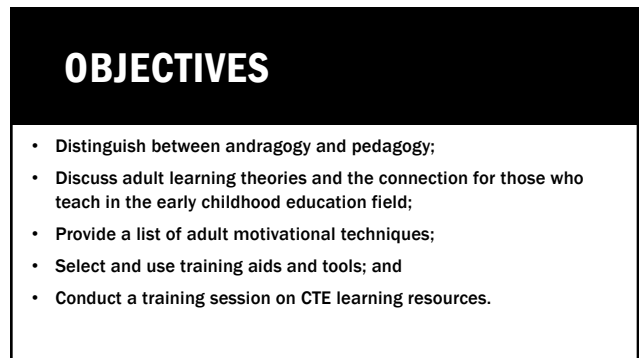 OBJECTIVES
• Distinguish between andragogy and pedagogy;
• Discuss adult learning theories and the connection for those who
teach in the early childhood education field;
• Provide a list of adult motivational techniques;
• Select and use training aids and tools; and
• Conduct a training session on CTE learning resources.